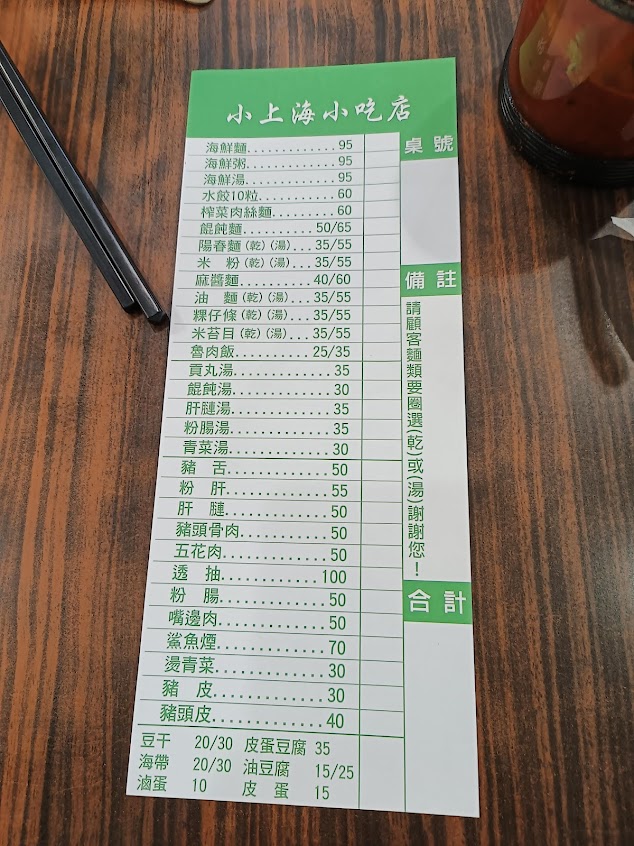 小上海小吃店
海鮮麵.............95
海鮮粥.............95
海鮮湯.............95
水餃10粒...........60
榨菜肉絲麵.........60
餛飩麵..........50/65
陽春麵(乾)(湯)...35/55
米 粉(乾)(湯)...35/55
麻醬麵..........40/60
油 麵(乾)(湯)...35/55
粿仔條(乾)(湯)...35/55
米苔目(乾)(湯)...35/55
魯肉飯..........25/35
貢丸湯.............35
餛飩湯.............30
肝膗湯.............35
粉腸湯.............35
青菜湯.............30
豬 舌.............50
粉 肝.............55
肝 膗.............50
豬頭骨肉...........50
五花肉.............50
透 抽............100
粉 腸.............50
嘴邊肉.............50
鯊魚煙.............70
燙青菜.............30
豬 皮.............30
豬頭皮.............40
豆干 20/30 皮蛋豆腐 35
海帶 20/30 油豆腐 15/25
滷蛋 10 皮 蛋 15
桌號
備註
請顧客麵類要圈選(乾)或(湯)謝謝您！
合計